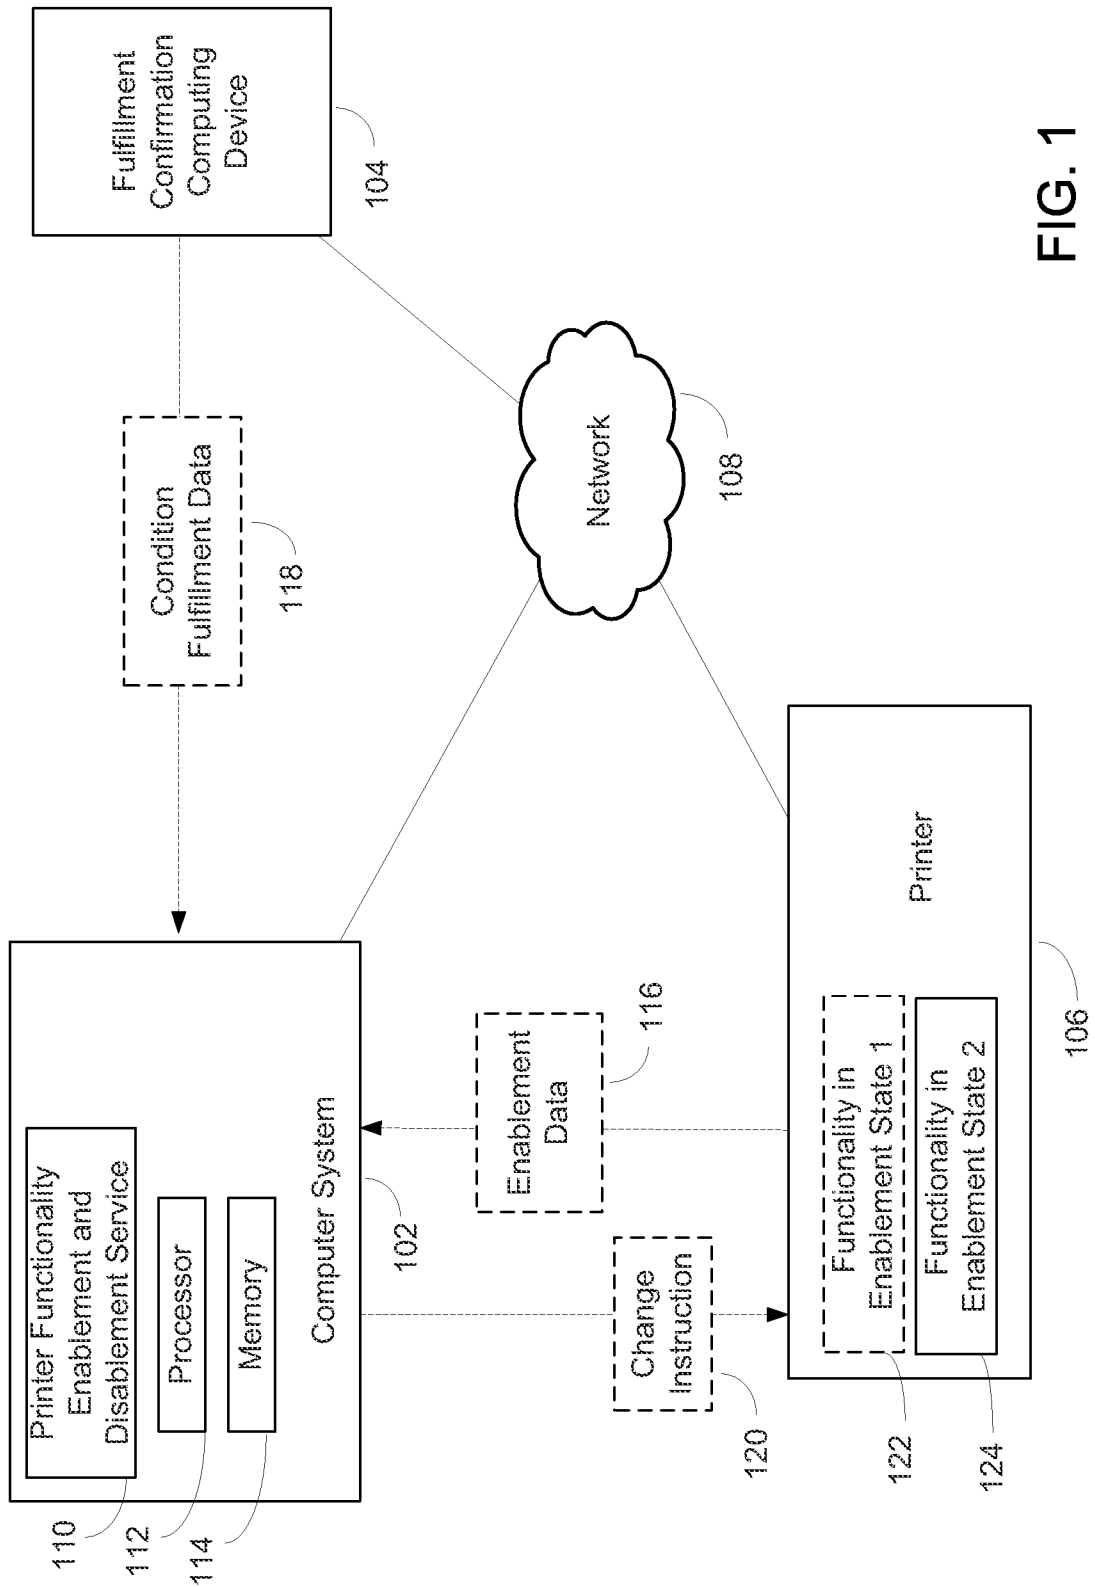 Printer Functionality
Enablement and
Disablement Service
110
Processor
112
Memory
114
Computer System
102
Condition
Fulfillment Data
118
Fulfillment
Confirmation
Computing
Device
104
Network
108
Change
Instruction
120
Enablement
Data
116
Functionality in
Enablement State 1
122
Functionality in
Enablement State 2
124
Printer
106
FIG. 1